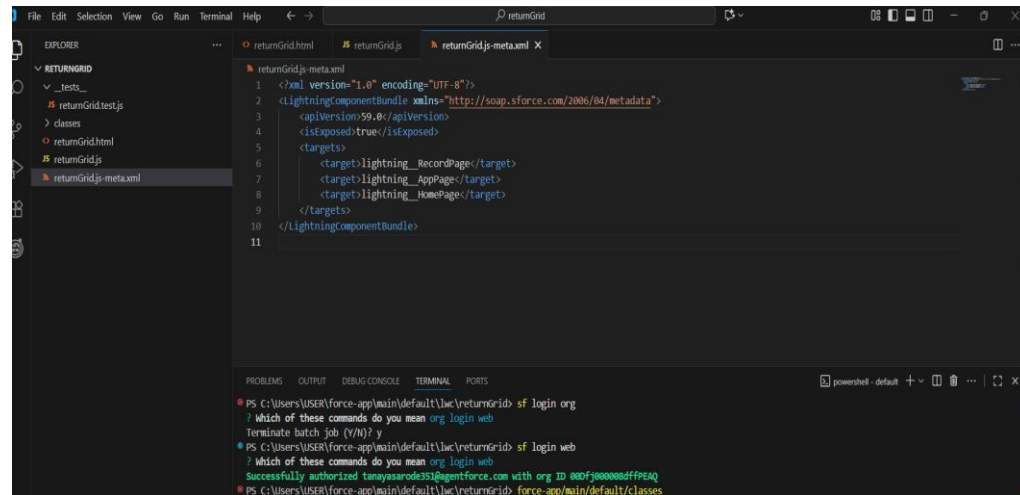 File Edit Selection View Go Run Terminal Help
returnGrid
EXPLORER
returnGrid.html
JS returnGrid.js
returnGrid.js-meta.xml
RETURNGRID
_tests_
JS returnGrid.test.js
classes
returnGrid.html
JS returnGrid.js
returnGrid.js-meta.xml
returnGrid.js-meta.xml
1 <?xml version="1.0" encoding="UTF-8"?>
2 <LightningComponentBundle xmlns="http://soap.sforce.com/2006/04/metadata">
3 <apiVersion>59.0</apiVersion>
4 <isExposed>true</isExposed>
5 <targets>
6 <target>lightning__RecordPage</target>
7 <target>lightning__AppPage</target>
8 <target>lightning__HomePage</target>
9 </targets>
10 </LightningComponentBundle>
11
PROBLEMS OUTPUT DEBUG CONSOLE TERMINAL PORTS
powershell - default
PS C:\Users\USER\force-app\main\default\lwc\returnGrid> sf login org
? Which of these commands do you mean org login web
Terminate batch job (Y/N)? y
PS C:\Users\USER\force-app\main\default\lwc\returnGrid> sf login web
? Which of these commands do you mean org login web
Successfully authorized tanayasarode351@agentforce.com with org ID 00Dfj000008dffPEAQ
PS C:\Users\USER\force-app\main\default\lwc\returnGrid> force-app/main/default/classes